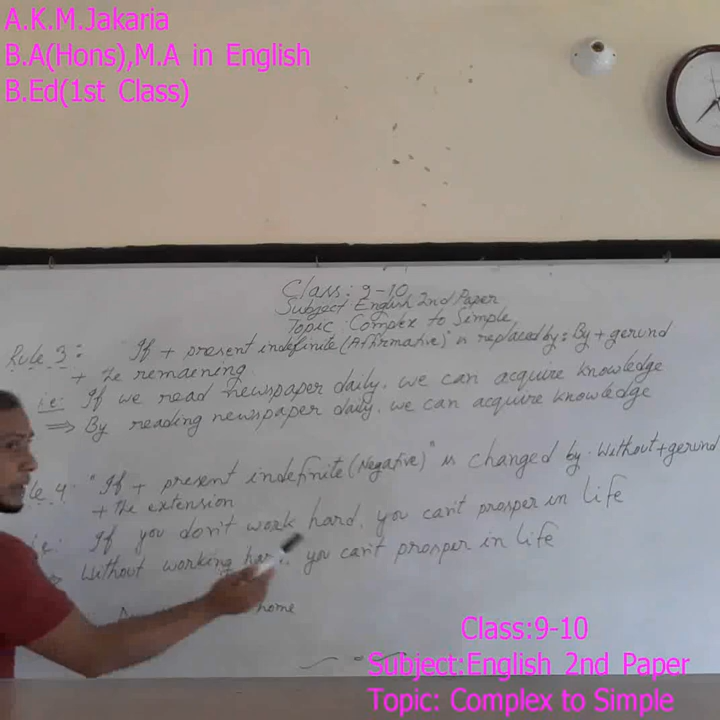 A.K.M.Jakaria
B.A(Hons),M.A in English
B.Ed(1st Class)
Class: 9-10
Subject: English 2nd Paper
Topic: Complex to Simple
Rule 3: If + present indefinite (Affirmative)" is replaced by: By + gerund
+ the remaening
i.e: If we read newspaper daily, we can acquire knowledge
⇒ By reading newspaper daily, we can acquire knowledge
le 4: "If + present indefinite (Negative)" is changed by: Without + gerund
+ the extension
If you don't work hard, you can't prosper in life
Without working har you can't prosper in life
home
Class:9-10
Subject:English 2nd Paper
Topic: Complex to Simple